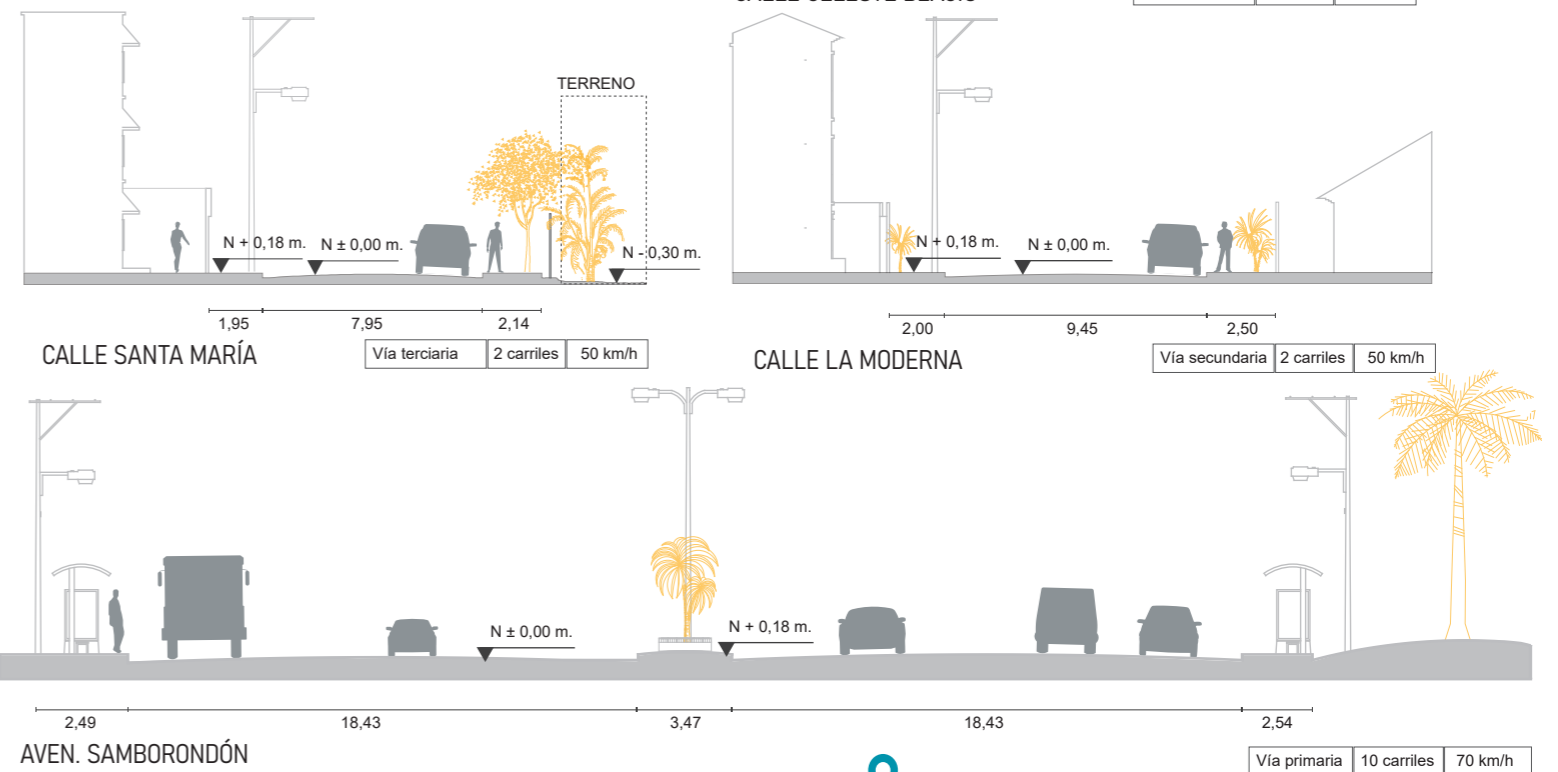 TERRENO
N + 0,18 m.
N ± 0,00 m.
N - 0,30 m.
1,95
7,95
2,14
CALLE SANTA MARÍA
Vía terciaria 2 carriles 50 km/h
N + 0,18 m.
N ± 0,00 m.
2,00
9,45
2,50
CALLE LA MODERNA
Vía secundaria 2 carriles 50 km/h
N ± 0,00 m.
N + 0,18 m.
2,49
18,43
3,47
18,43
2,54
AVEN. SAMBORONDÓN
Vía primaria 10 carriles 70 km/h